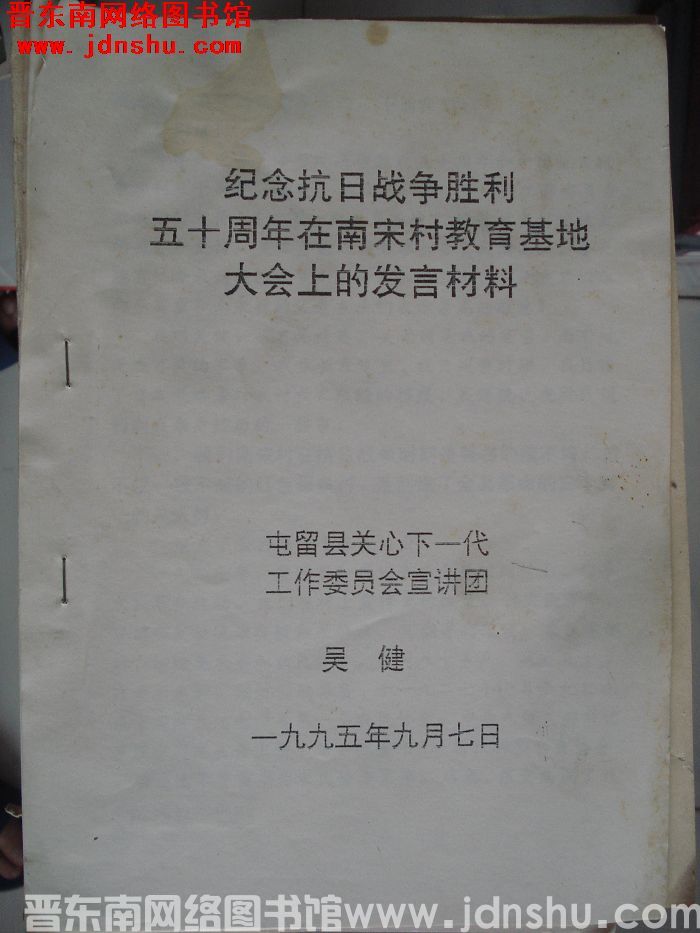 晋东南网络图书馆
www.jdnshu.com
纪念抗日战争胜利
五十周年在南宋村教育基地
大会上的发言材料
屯留县关心下一代
工作委员会宣讲团
吴 健
一九九五年九月七日
晋东南网络图书馆www.jdnshu.com